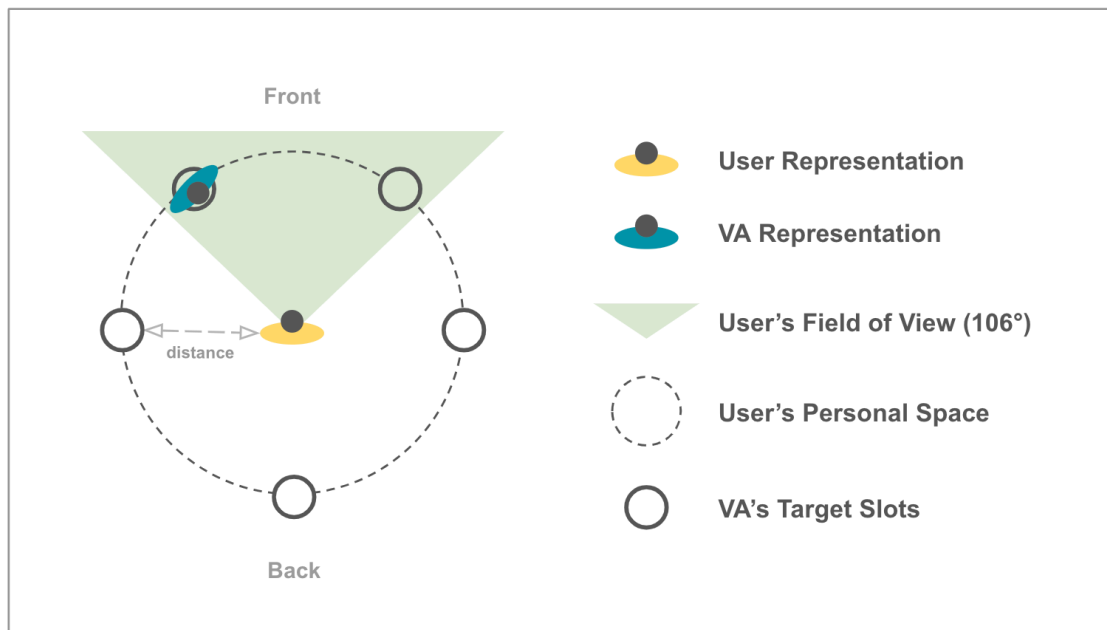 Front
distance
Back
User Representation
VA Representation
User’s Field of View (106°)
User’s Personal Space
VA’s Target Slots